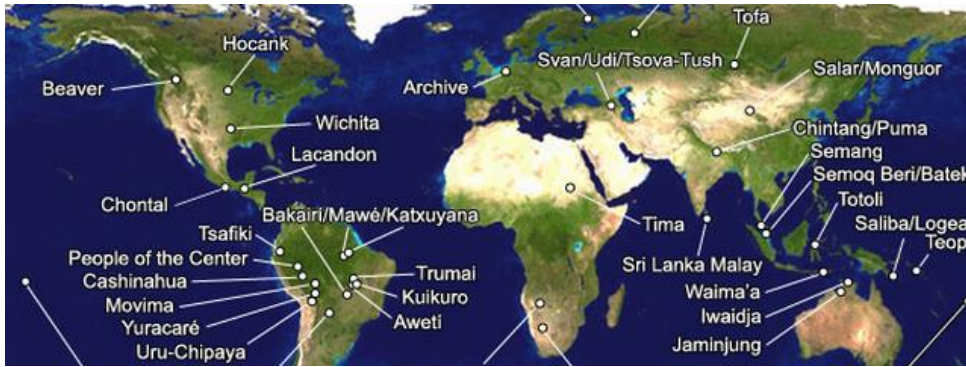 Tofa
Hocank
Svan/Udi/Tsova-Tush
Beaver
Archive
Salar/Monguor
Wichita
Chintang/Puma
Lacandon
Semang
Semoq Beri/Batek
Chontal
Totoli
Bakairi/Mawé/Katxuyana
Tima
Saliba/Logea
Tsafiki
Teop
People of the Center
Sri Lanka Malay
Cashinahua
Trumai
Waima'a
Movima
Kuikuro
Iwaidja
Yuracaré
Aweti
Uru-Chipaya
Jaminjung